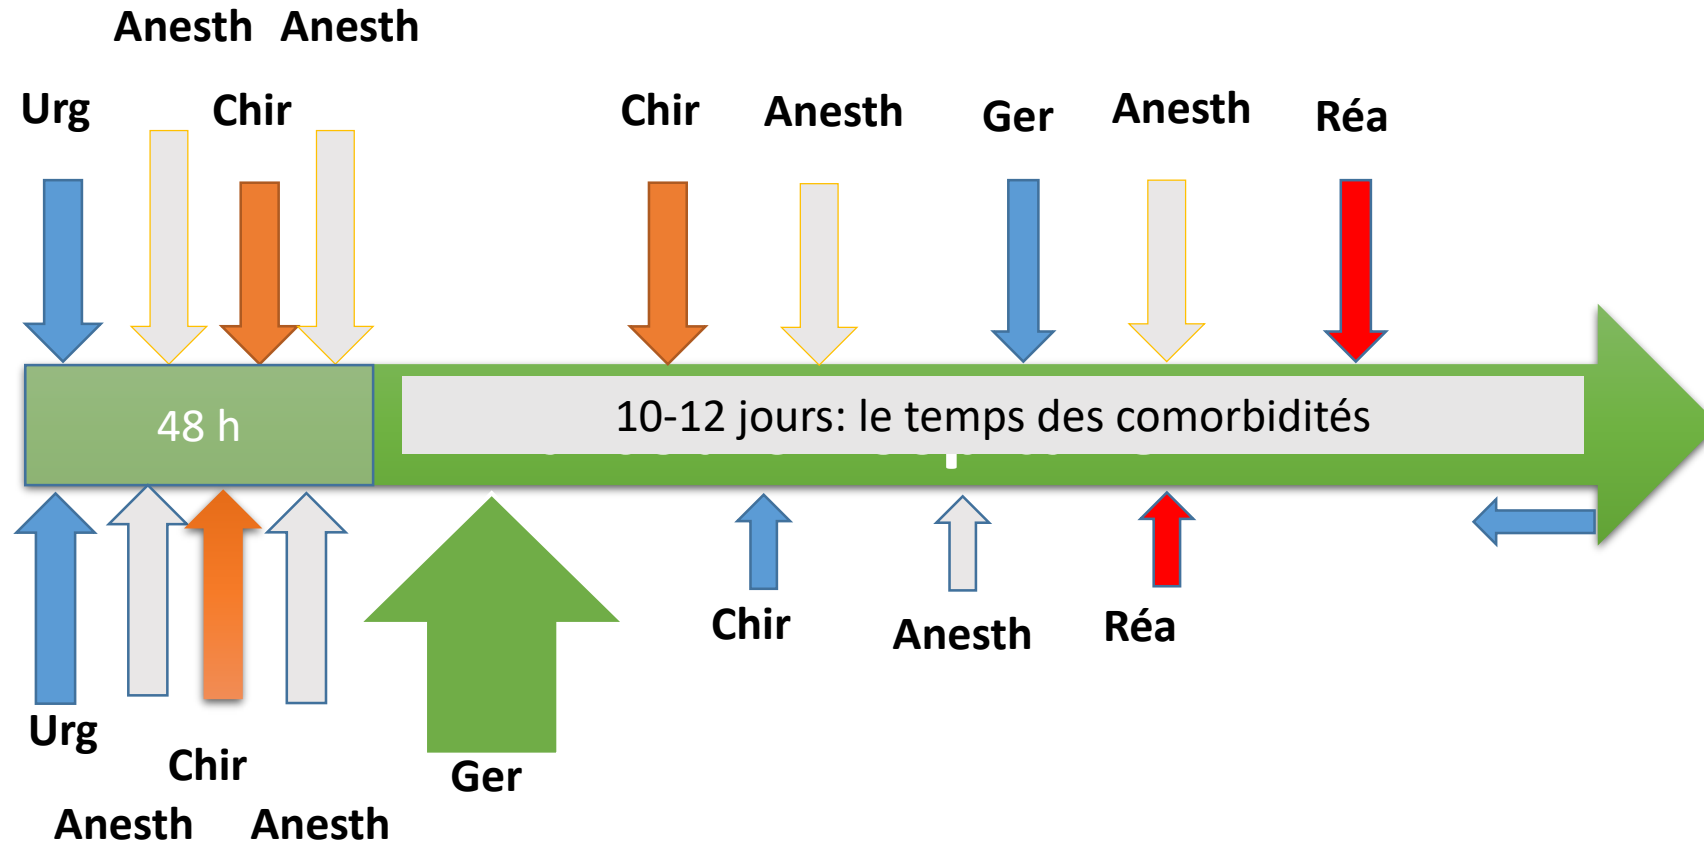 Anesth Anesth
Urg Chir Chir Anesth Ger Anesth Réa
48 h
10-12 jours: le temps des comorbidités
Chir Anesth Réa
Urg
Chir Ger
Anesth Anesth